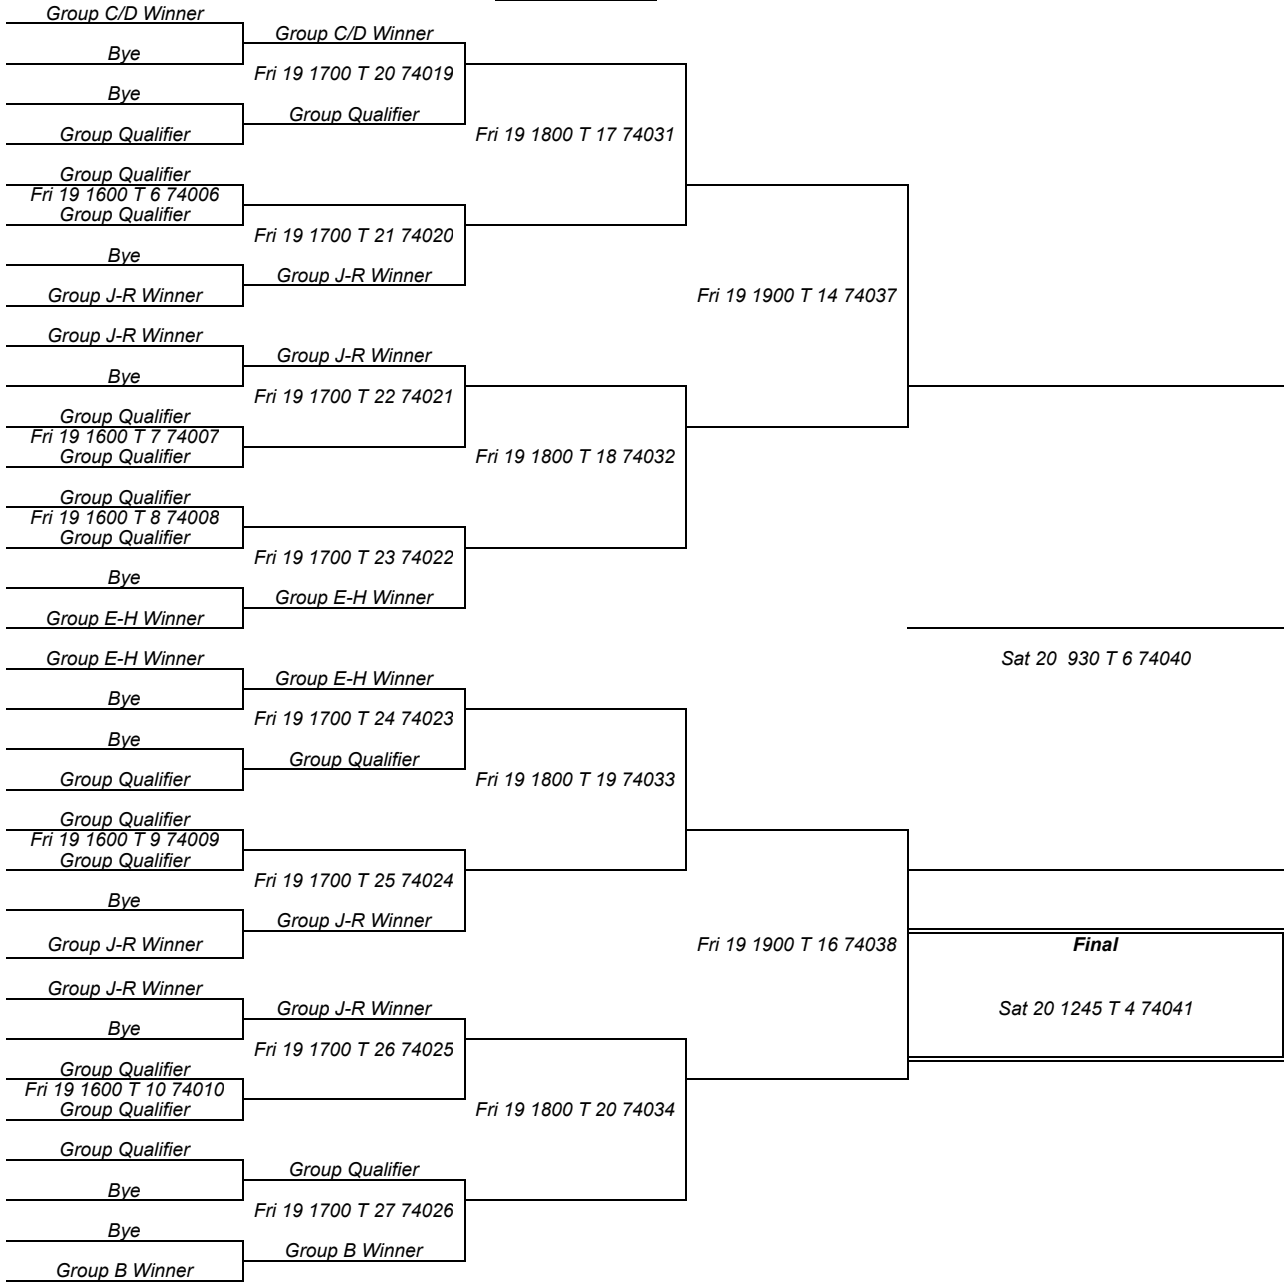 Group C/D Winner
Group C/D Winner
Bye
Fri 19 1700 T 20 74019
Bye
Group Qualifier
Group Qualifier
Fri 19 1800 T 17 74031
Group Qualifier
Fri 19 1600 T 6 74006
Group Qualifier
Fri 19 1700 T 21 74020
Bye
Group J-R Winner
Group J-R Winner
Fri 19 1900 T 14 74037
Group J-R Winner
Group J-R Winner
Bye
Fri 19 1700 T 22 74021
Group Qualifier
Fri 19 1600 T 7 74007
Group Qualifier
Fri 19 1800 T 18 74032
Group Qualifier
Fri 19 1600 T 8 74008
Group Qualifier
Fri 19 1700 T 23 74022
Bye
Group E-H Winner
Group E-H Winner
Group E-H Winner
Sat 20 930 T 6 74040
Group E-H Winner
Bye
Fri 19 1700 T 24 74023
Bye
Group Qualifier
Group Qualifier
Fri 19 1800 T 19 74033
Group Qualifier
Fri 19 1600 T 9 74009
Group Qualifier
Fri 19 1700 T 25 74024
Bye
Group J-R Winner
Group J-R Winner
Fri 19 1900 T 16 74038
Final
Group J-R Winner
Group J-R Winner
Sat 20 1245 T 4 74041
Bye
Fri 19 1700 T 26 74025
Group Qualifier
Fri 19 1600 T 10 74010
Group Qualifier
Fri 19 1800 T 20 74034
Group Qualifier
Group Qualifier
Bye
Fri 19 1700 T 27 74026
Bye
Group B Winner
Group B Winner